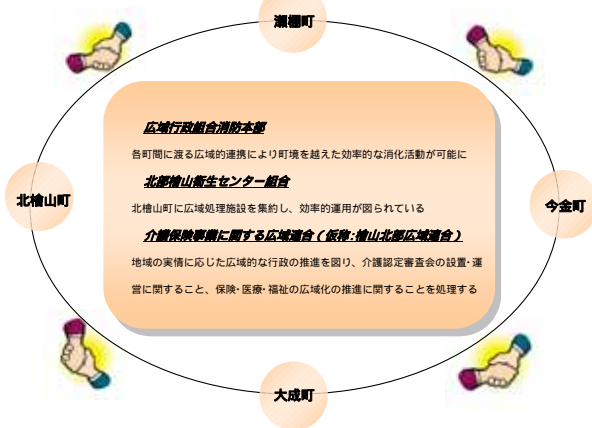 瀬棚町
広域行政組合消防本部
各町間に渡る広域的連携により町境を越えた効率的な消化活動が可能に
北部檜山衛生センター組合
北檜山町
今金町
北檜山町に広域処理施設を集約し、効率的運用が図られている
介護保険事業に関する広域連合(仮称:檜山北部広域連合)
地域の実情に応じた広域的な行政の推進を図り、介護認定審査会の設置・運
営に関すること、保険・医療・福祉の広域化の推進に関することを処理する
大成町